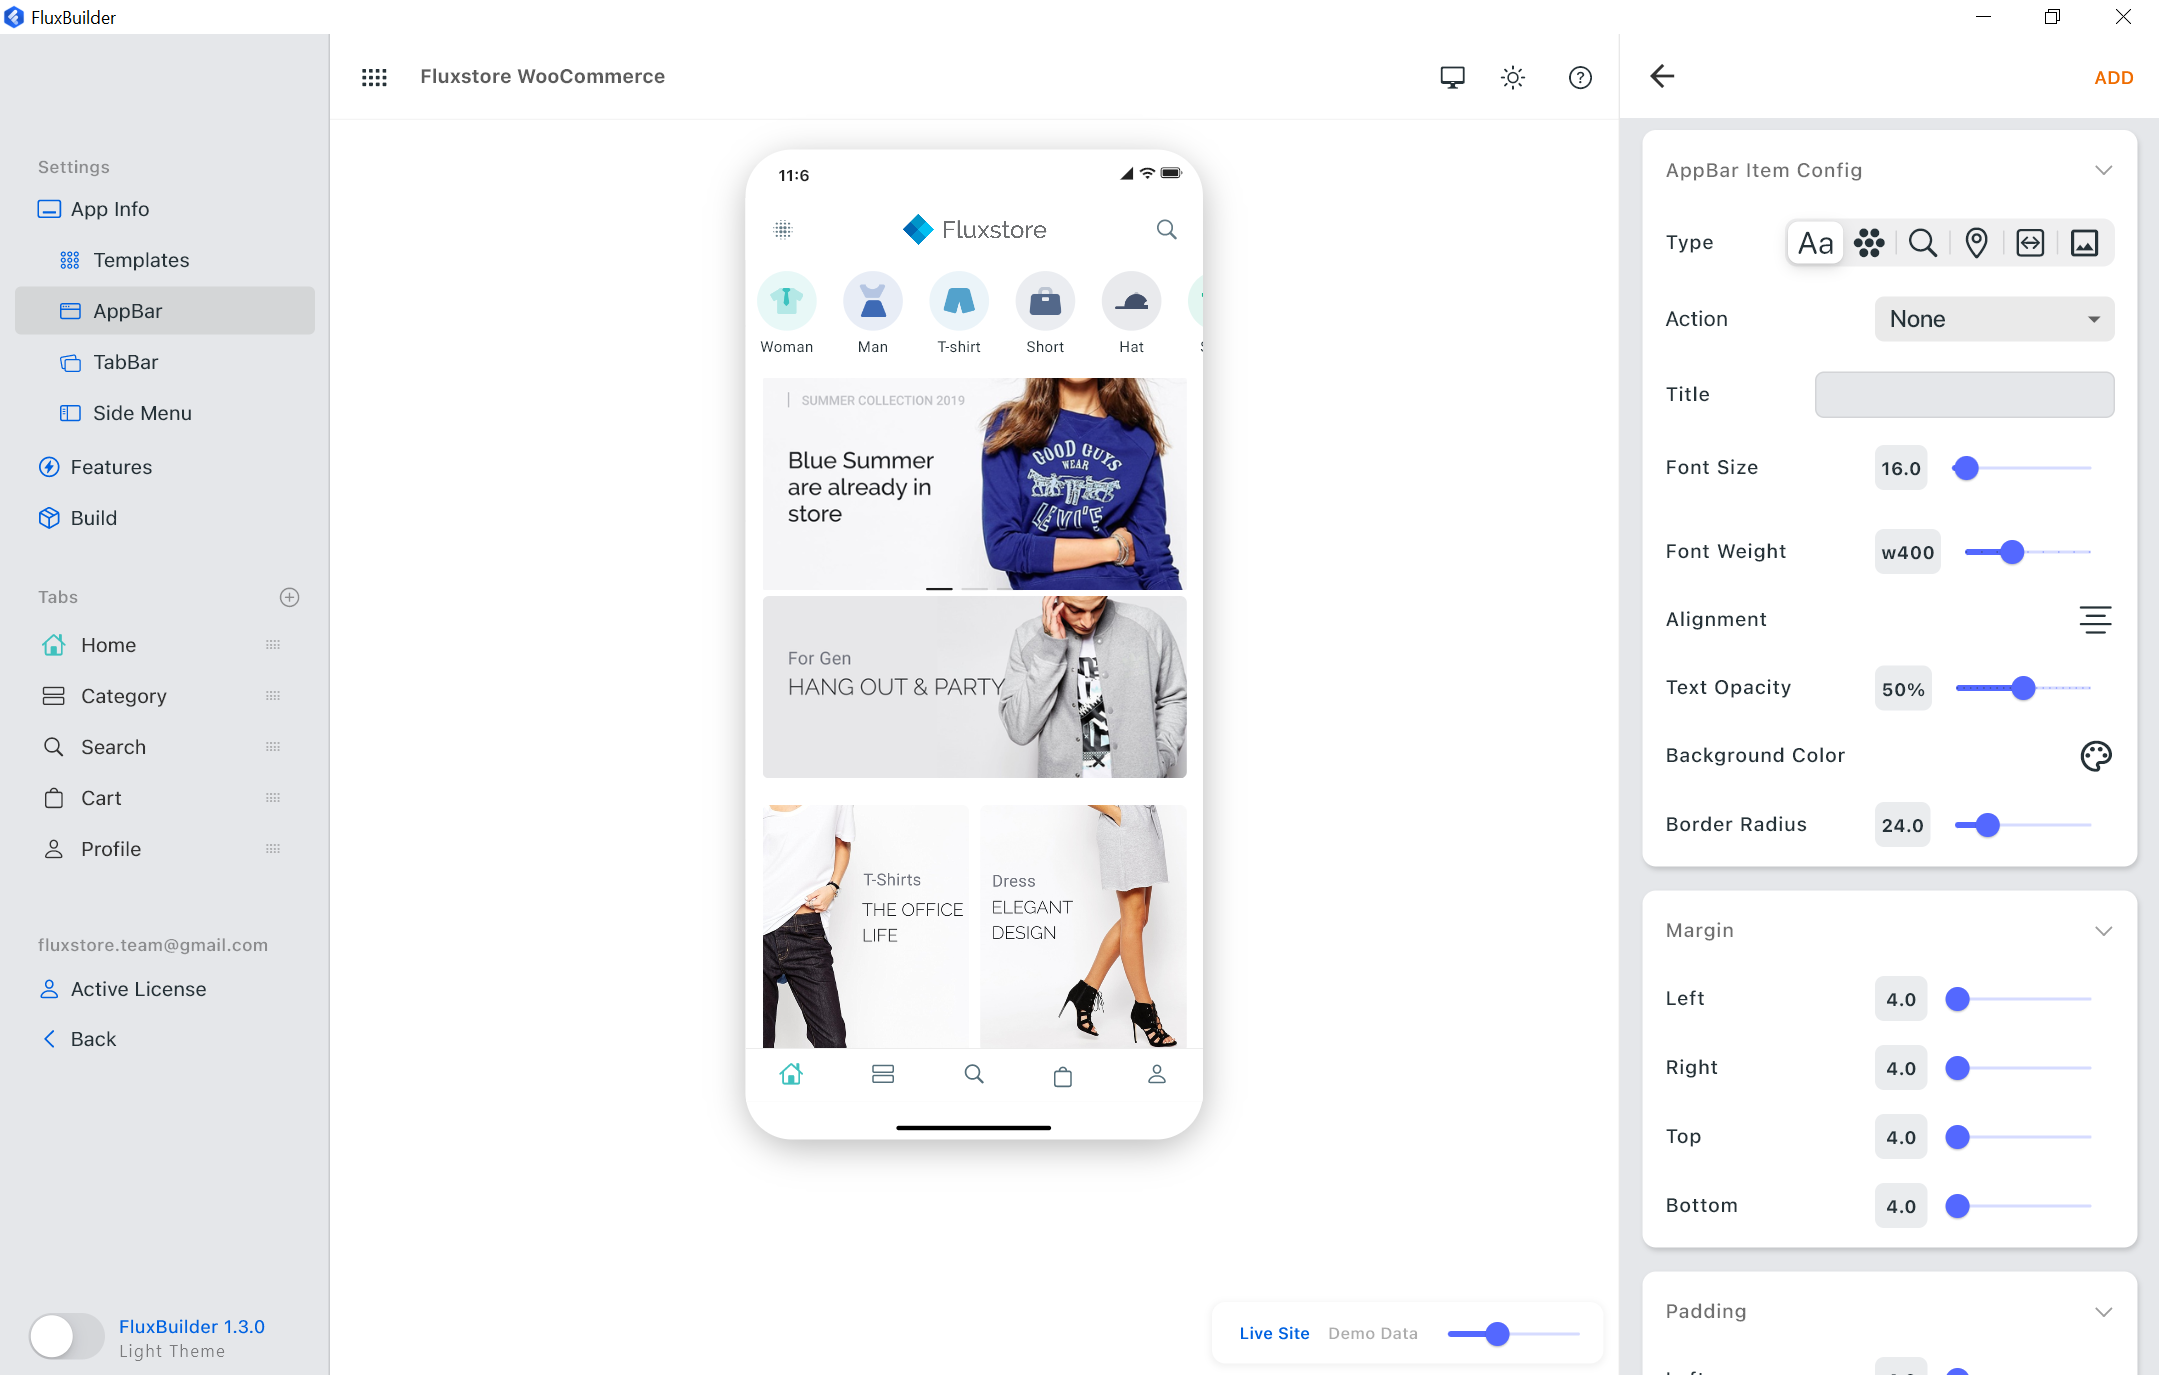 FluxBuilder
Settings
App Info
Templates
AppBar
TabBar
Side Menu
Features
Build
Tabs
Home
Category
Search
Cart
Profile
fluxstore.team@gmail.com
Active License
Back
FluxBuilder 1.3.0
Light Theme
Fluxstore WooCommerce
11:6
Fluxstore
Woman
Man
T-shirt
Short
Hat
SUMMER COLLECTION 2019
Blue Summer
are already in
store
GOOD GUYS
WEAR
LEVI'S
For Gen
HANG OUT & PARTY
T-Shirts
THE OFFICE
LIFE
Dress
ELEGANT
DESIGN
Live Site
Demo Data
ADD
AppBar Item Config
Type
Aa
Action
None
Title
Font Size
16.0
Font Weight
w400
Alignment
Text Opacity
50%
Background Color
Border Radius
24.0
Margin
Left
4.0
Right
4.0
Top
4.0
Bottom
4.0
Padding